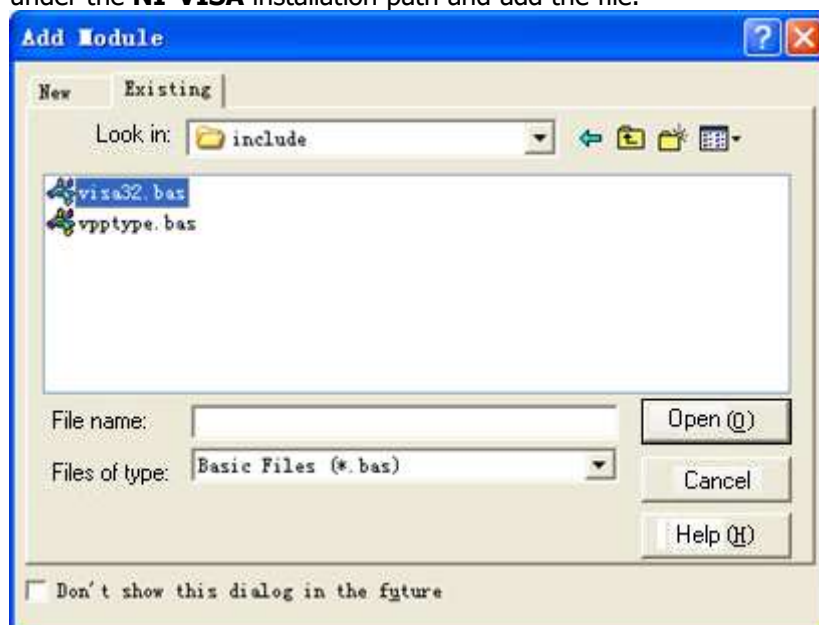 under the NI-VISA installation path and add the file.
Add Module
New Existing
Look in: include
visa32.bas
vpptype.bas
File name: Open (O)
Files of type: Basic Files (*.bas)
Cancel
Help (H)
Don't show this dialog in the future